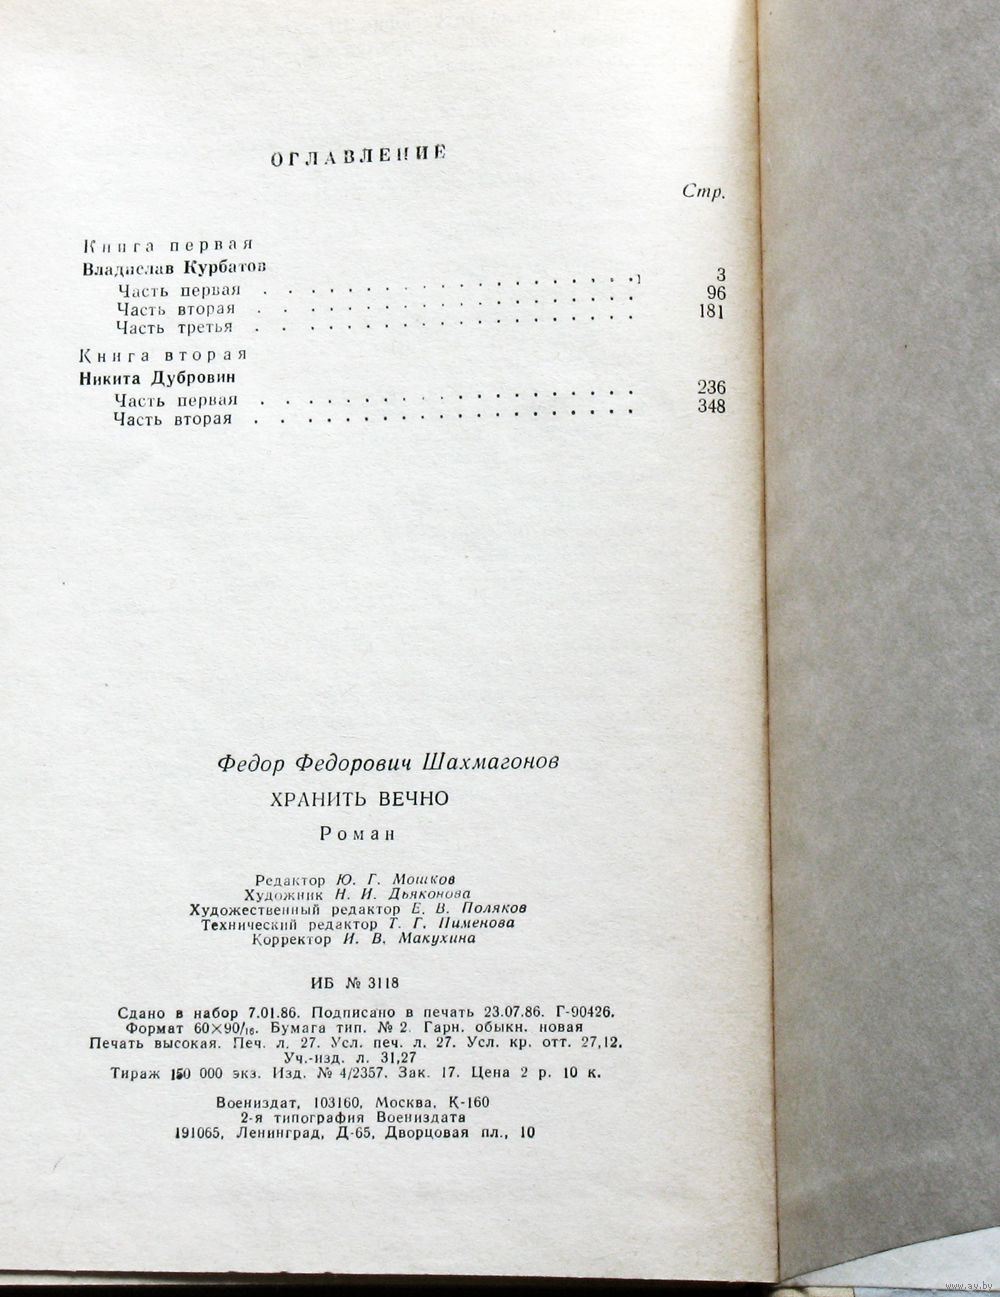 ОГЛАВЛЕНИЕ
Стр.
Книга первая
Владислав Курбатов
Часть первая . . . . . . . . . . . . . . . 3
Часть вторая . . . . . . . . . . . . . . . 96
Часть третья . . . . . . . . . . . . . . . 181
Книга вторая
Никита Дубровин
Часть первая . . . . . . . . . . . . . . . 236
Часть вторая . . . . . . . . . . . . . . . 348
Федор Федорович Шахмагонов
ХРАНИТЬ ВЕЧНО
Роман
Редактор Ю. Г. Мошков
Художник Н. И. Дьяконова
Художественный редактор Е. В. Поляков
Технический редактор Т. Г. Пименова
Корректор И. В. Макухина
ИБ № 3118
Сдано в набор 7.01.86. Подписано в печать 23.07.86. Г-90426.
Формат 60×90/16. Бумага тип. № 2. Гарн. обыкн. новая
Печать высокая. Печ. л. 27. Усл. печ. л. 27. Усл. кр. отт. 27,12.
Уч.-изд. л. 31,27
Тираж 150 000 экз. Изд. № 4/2357. Зак. 17. Цена 2 р. 10 к.
Воениздат, 103160, Москва, К-160
2-я типография Воениздата
191065, Ленинград, Д-65, Дворцовая пл., 10
www.ay.by